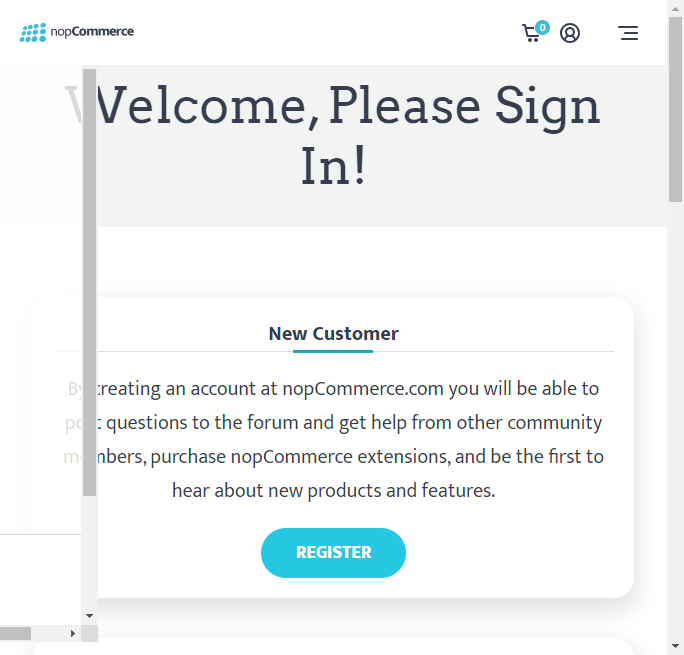 nopCommerce
0
Welcome, Please Sign
In!
New Customer
By creating an account at nopCommerce.com you will be able to
post questions to the forum and get help from other community
members, purchase nopCommerce extensions, and be the first to
hear about new products and features.
REGISTER